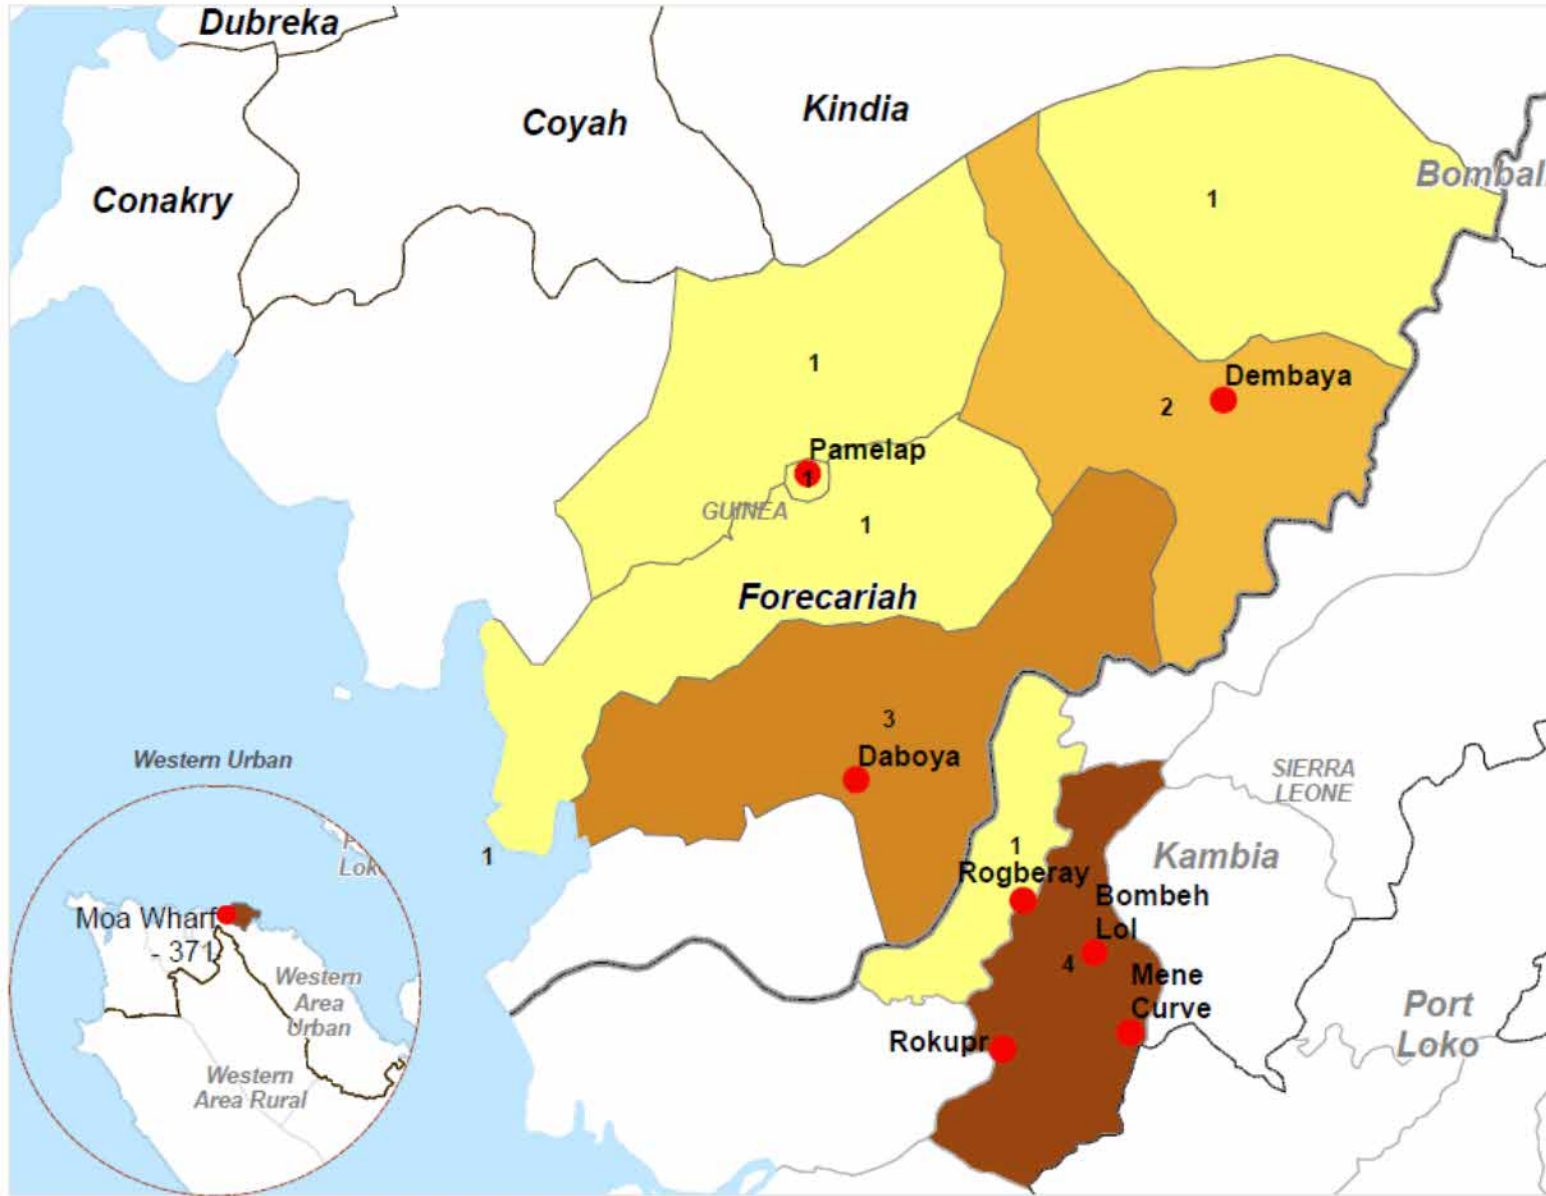 Dubreka
Coyah
Kindia
Conakry
Bombal
1
1
Dembaya
2
Pamelap
1
GUINEA
1
Forecariah
3
Daboya
Western Urban
SIERRA
LEONE
1
1
Rogberay
Kambia
Bombeh
Lol
4
Mene
Curve
Rokupr
Port
Loko
Lok
Moa Wharf
- 371
Western
Area
Urban
Western
Area Rural